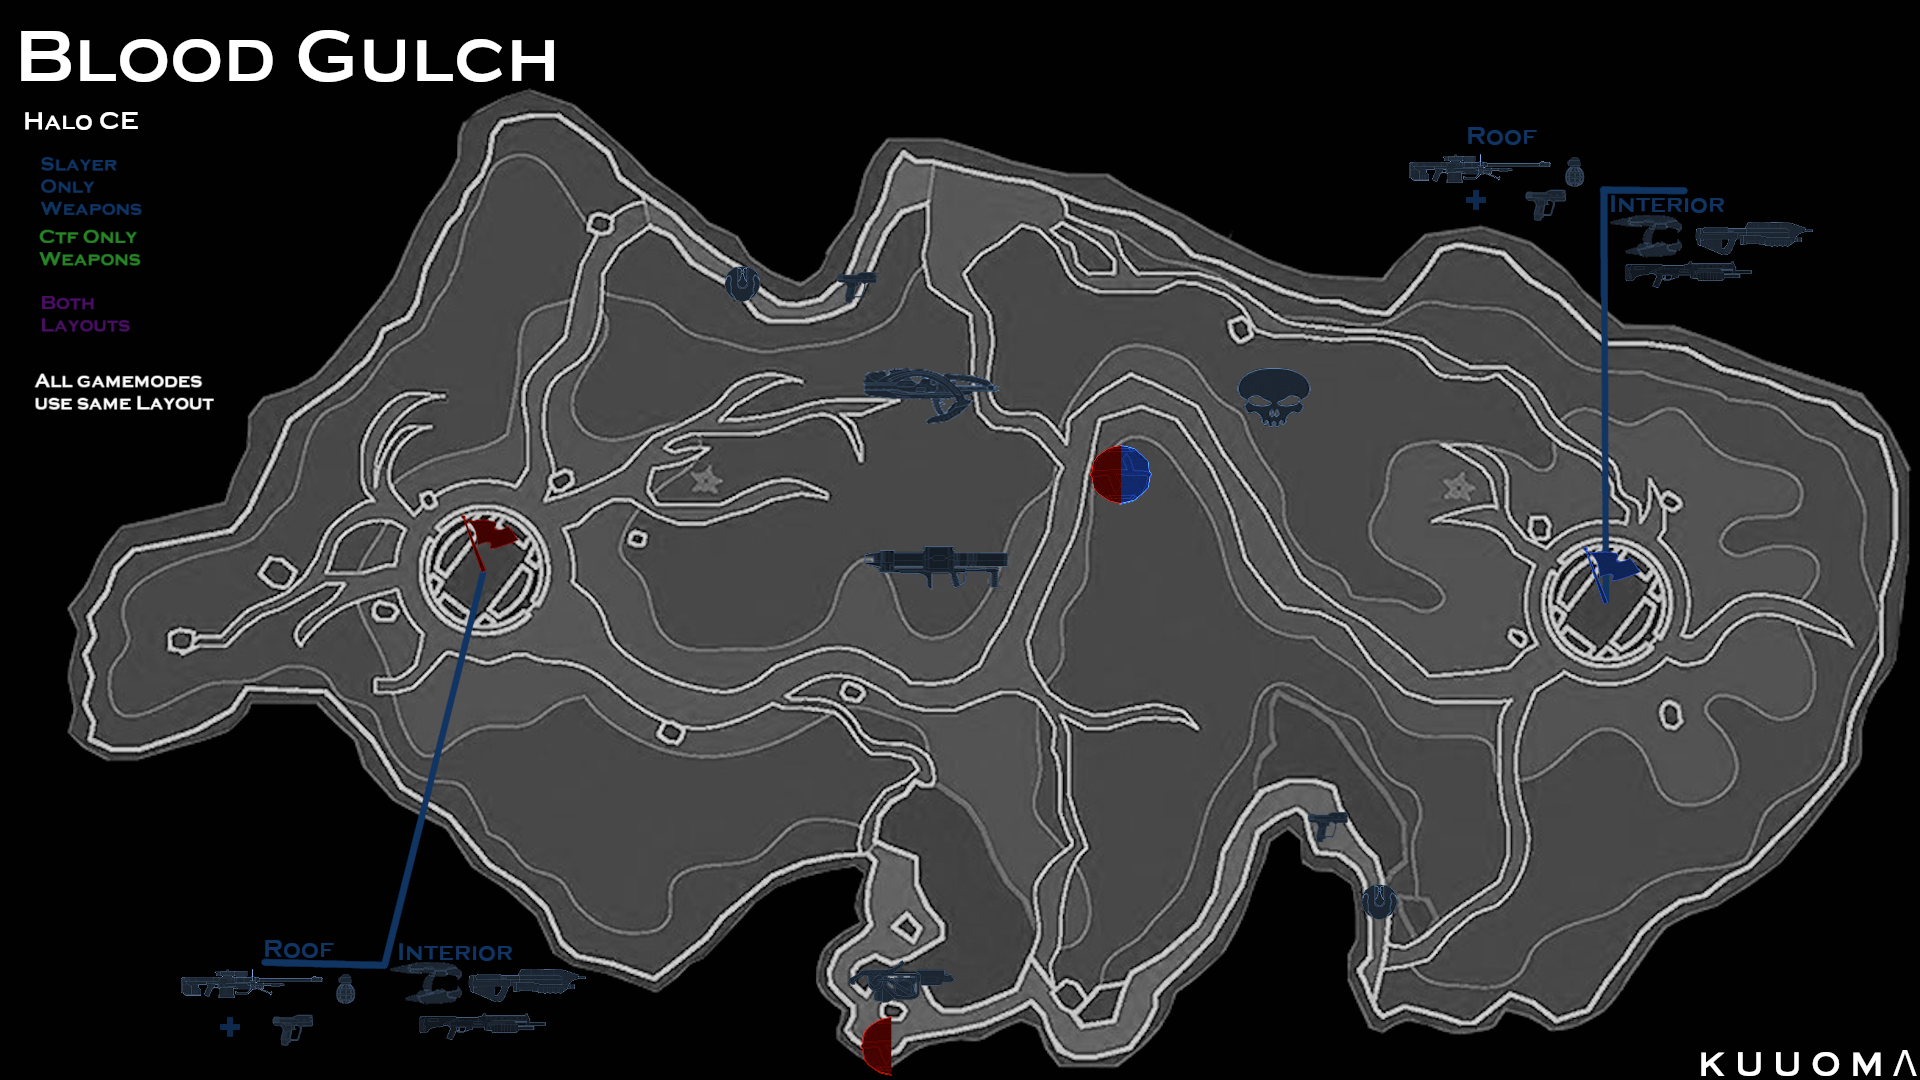 BLOOD GULCH
HALO CE
SLAYER
ONLY
WEAPONS
CTF ONLY
WEAPONS
BOTH
LAYOUTS
ALL GAMEMODES
USE SAME LAYOUT
ROOF
INTERIOR
ROOF
INTERIOR
KUUOMΛ